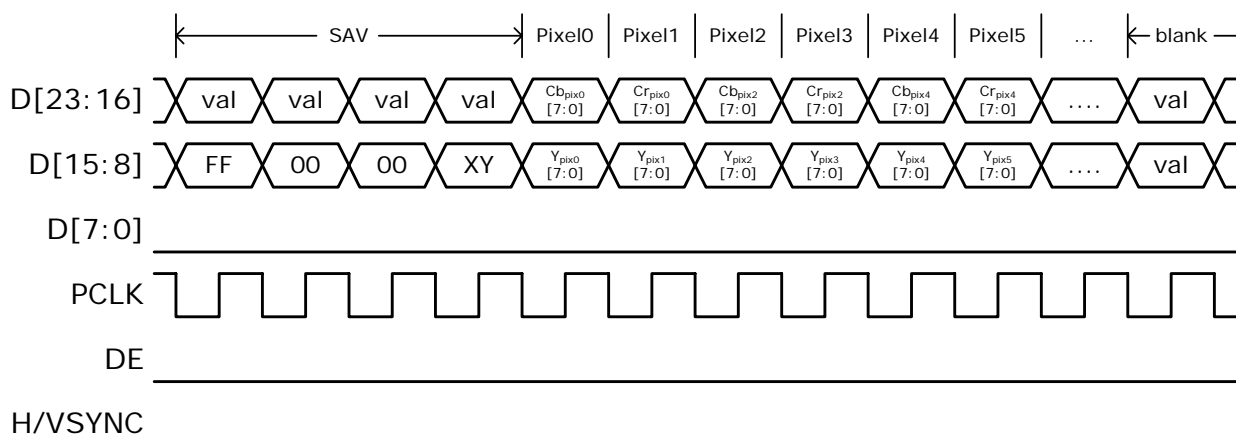 SAV Pixel0 Pixel1 Pixel2 Pixel3 Pixel4 Pixel5 ... blank
D[23:16] val val val val Cbpix0 [7:0] Crpix0 [7:0] Cbpix2 [7:0] Crpix2 [7:0] Cbpix4 [7:0] Crpix4 [7:0] .... val
D[15:8] FF 00 00 XY Ypix0 [7:0] Ypix1 [7:0] Ypix2 [7:0] Ypix3 [7:0] Ypix4 [7:0] Ypix5 [7:0] .... val
D[7:0]
PCLK
DE
H/VSYNC